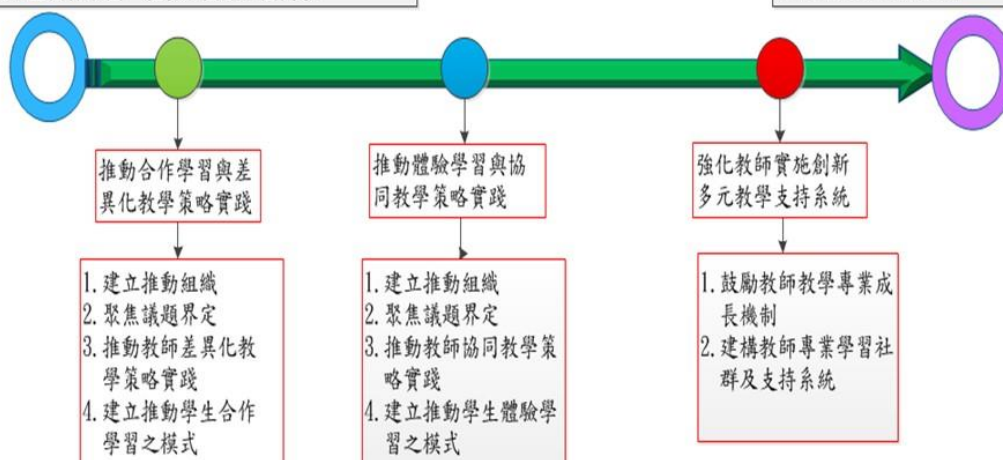 推動合作學習與差
異化教學策略實踐
推動體驗學習與協
同教學策略實踐
強化教師實施創新
多元教學支持系統
1. 建立推動組織
2. 聚焦議題界定
3. 推動教師差異化教
學策略實踐
4. 建立推動學生合作
學習之模式
1. 建立推動組織
2. 聚焦議題界定
3. 推動教師協同教學策
略實踐
4. 建立推動學生體驗學
習之模式
1. 鼓勵教師教學專業成
長機制
2. 建構教師專業學習社
群及支持系統